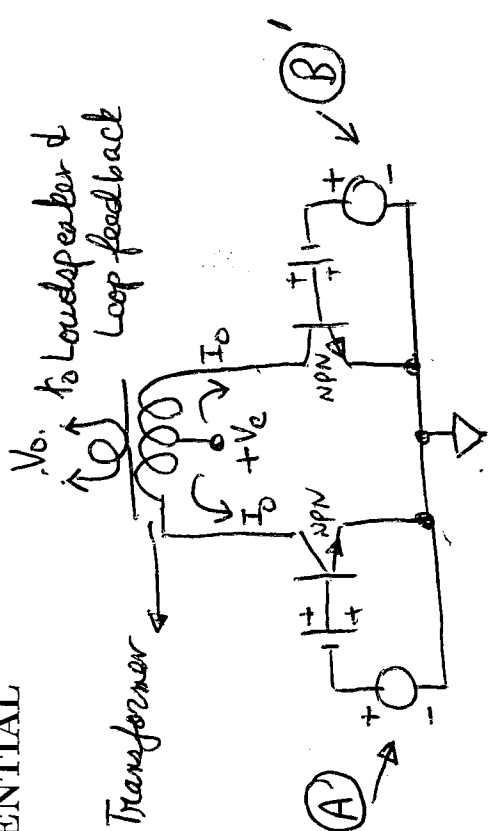 ENTIAL
V₀. to Loudspeaker &
Loop feedback
Transformer
I₀
I₀
+Vc
NPN
NPN
+
+
+
+
+
-
+
-
A'
B'